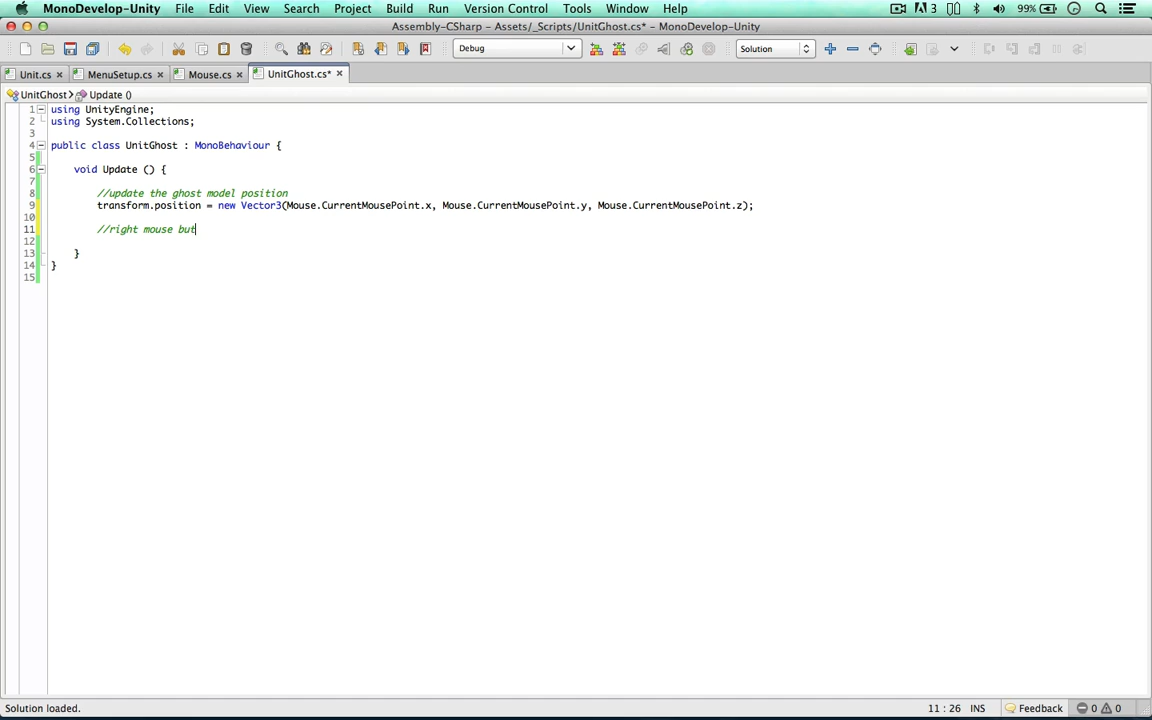 MonoDevelop-Unity File Edit View Search Project Build Run Version Control Tools Window Help 3 99%
Assembly-CSharp – Assets/_Scripts/UnitGhost.cs* – MonoDevelop-Unity
Debug Solution
Unit.cs MenuSetup.cs Mouse.cs UnitGhost.cs*
UnitGhost Update ()
1 using UnityEngine;
2 using System.Collections;
3
4 public class UnitGhost : MonoBehaviour {
5
6 void Update () {
7
8 //update the ghost model position
9 transform.position = new Vector3(Mouse.CurrentMousePoint.x, Mouse.CurrentMousePoint.y, Mouse.CurrentMousePoint.z);
10
11 //right mouse but
12
13 }
14 }
15
Solution loaded. 11 : 26 INS Feedback 0 0